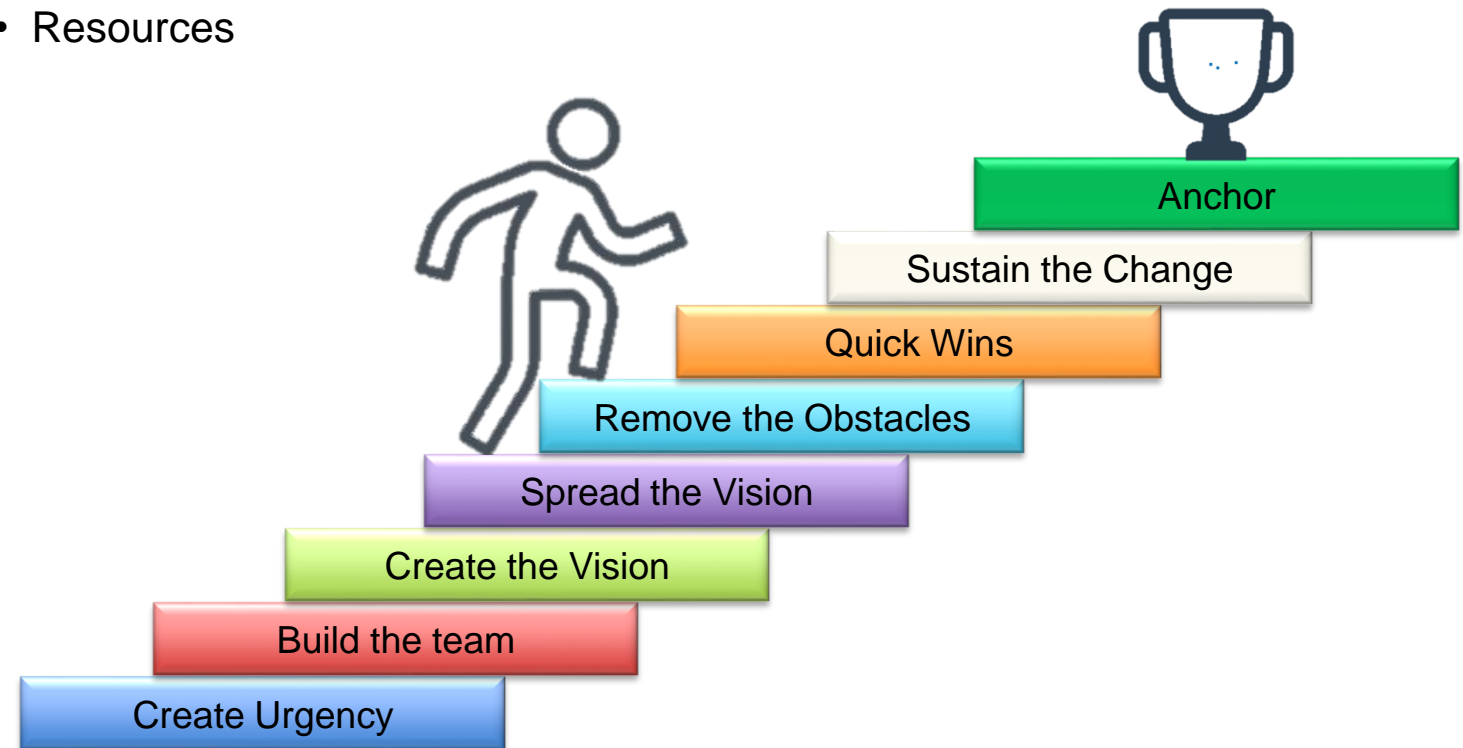 • Resources
Anchor
Sustain the Change
Quick Wins
Remove the Obstacles
Spread the Vision
Create the Vision
Build the team
Create Urgency